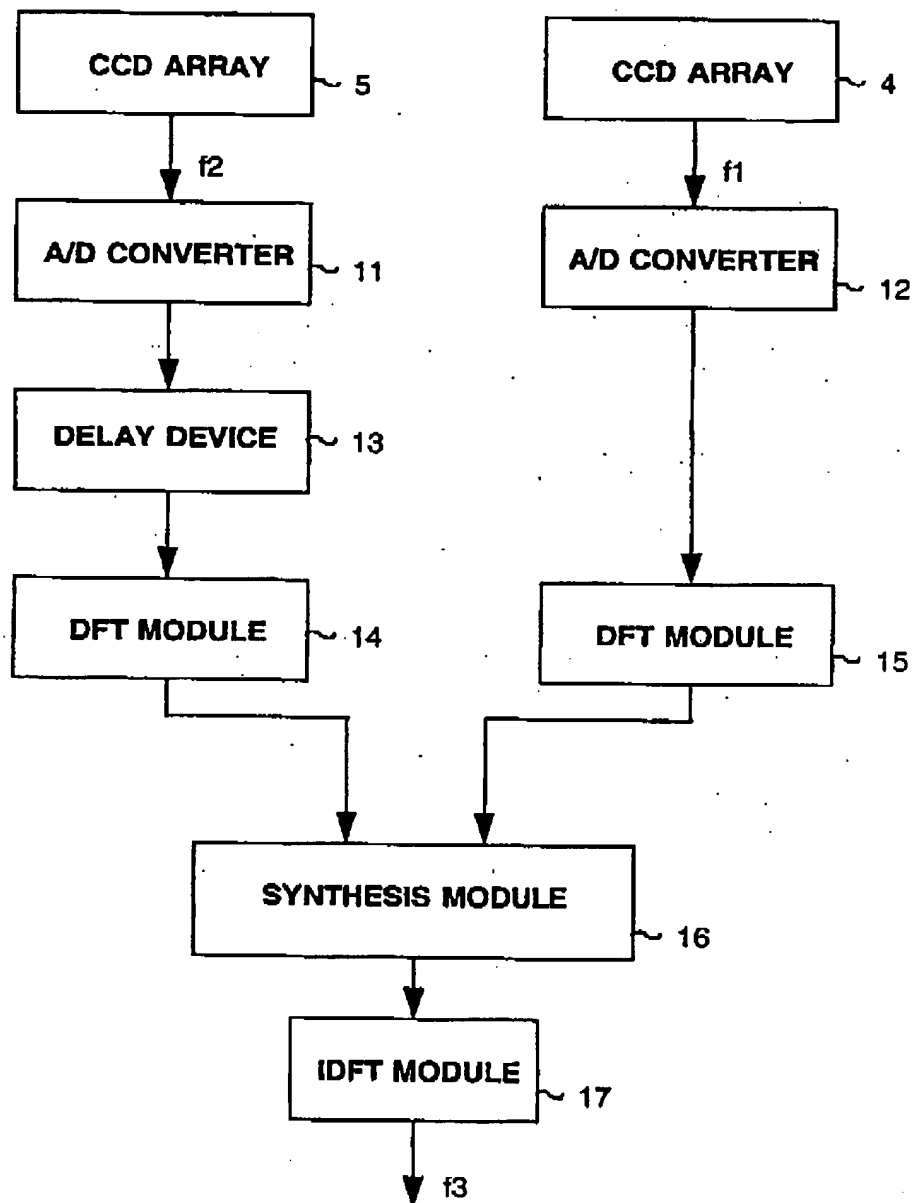 CCD ARRAY
5
CCD ARRAY
4
f2
f1
A/D CONVERTER
11
A/D CONVERTER
12
DELAY DEVICE
13
DFT MODULE
14
DFT MODULE
15
SYNTHESIS MODULE
16
IDFT MODULE
17
f3